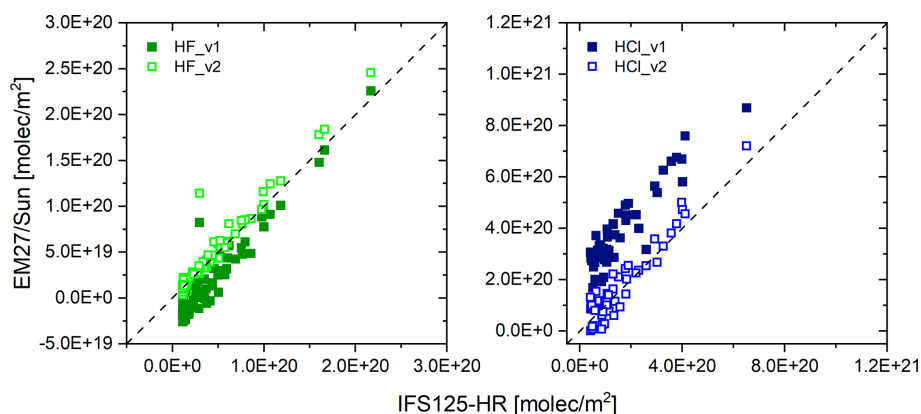 3.0E+20
2.5E+20
2.0E+20
1.5E+20
1.0E+20
5.0E+19
0.0E+0
-5.0E+19
EM27/Sun [molec/m²]
HF_v1
HF_v2
0.0E+0 1.0E+20 2.0E+20 3.0E+20
1.2E+21
1.0E+21
8.0E+20
6.0E+20
4.0E+20
2.0E+20
0.0E+0
HCl_v1
HCl_v2
0.0E+0 4.0E+20 8.0E+20 1.2E+21
IFS125-HR [molec/m²]